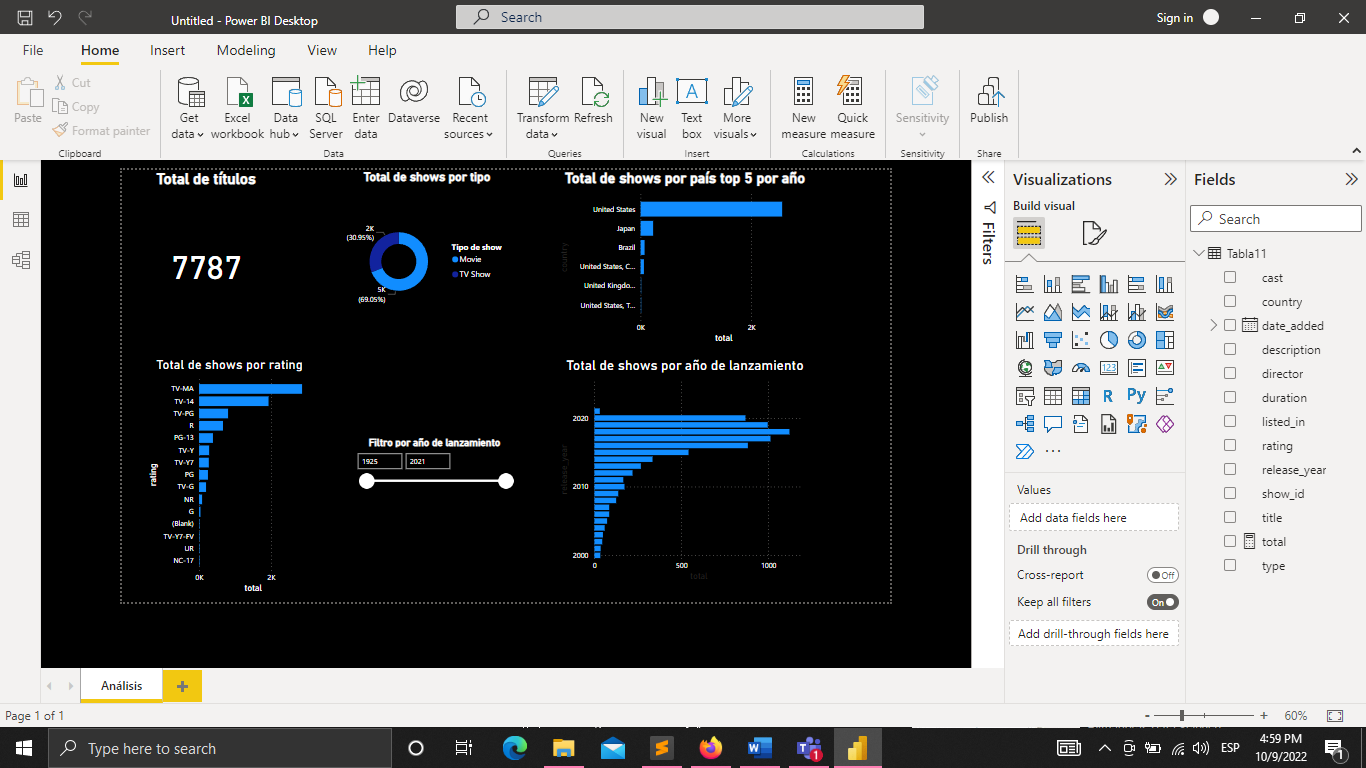 Untitled - Power BI Desktop
Search
Sign in
File Home Insert Modeling View Help
Paste
Cut
Copy
Format painter
Clipboard
Get data
Excel workbook
Data hub
SQL Server
Enter data
Dataverse
Recent sources
Data
Transform data
Refresh
Queries
New visual
Text box
More visuals
Insert
New measure
Quick measure
Calculations
Sensitivity
Sensitivity
Publish
Share
Total de títulos
7787
Total de shows por tipo
2K
(30.95%)
5K
(69.05%)
Tipo de show
Movie
TV Show
Total de shows por país top 5 por año
country
United States
Japan
Brazil
United States, C...
United Kingdo...
United States, T...
0K 2K
total
Total de shows por rating
rating
TV-MA
TV-14
TV-PG
R
PG-13
TV-Y
TV-Y7
PG
TV-G
NR
G
(Blank)
TV-Y7-FV
UR
NC-17
0K 2K
total
Filtro por año de lanzamiento
1925 2021
Total de shows por año de lanzamiento
release_year
2020
2010
2000
0 500 1000
total
Filters
Visualizations
Build visual
R
Py
123
Values
Add data fields here
Drill through
Cross-report
Off
Keep all filters
On
Add drill-through fields here
Fields
Search
Tabla11
cast
country
date_added
description
director
duration
listed_in
rating
release_year
show_id
title
total
type
Análisis
Page 1 of 1
- + 60%
Type here to search
1
ESP
4:59 PM
10/9/2022
1